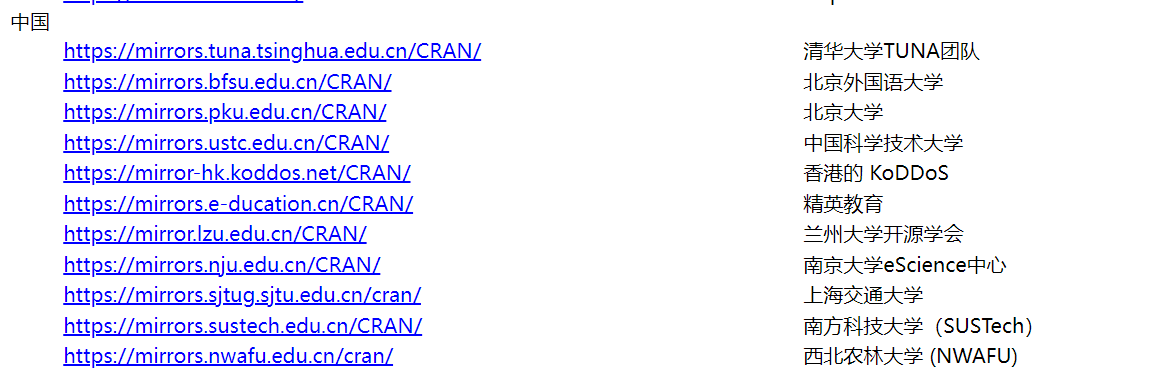 中国
https://mirrors.tuna.tsinghua.edu.cn/CRAN/ 清华大学TUNA团队
https://mirrors.bfsu.edu.cn/CRAN/ 北京外国语大学
https://mirrors.pku.edu.cn/CRAN/ 北京大学
https://mirrors.ustc.edu.cn/CRAN/ 中国科学技术大学
https://mirror-hk.koddos.net/CRAN/ 香港的 KoDDoS
https://mirrors.e-ducation.cn/CRAN/ 精英教育
https://mirror.lzu.edu.cn/CRAN/ 兰州大学开源学会
https://mirrors.nju.edu.cn/CRAN/ 南京大学eScience中心
https://mirrors.sjtug.sjtu.edu.cn/cran/ 上海交通大学
https://mirrors.sustech.edu.cn/CRAN/ 南方科技大学（SUSTech）
https://mirrors.nwafu.edu.cn/cran/ 西北农林大学 (NWAFU)